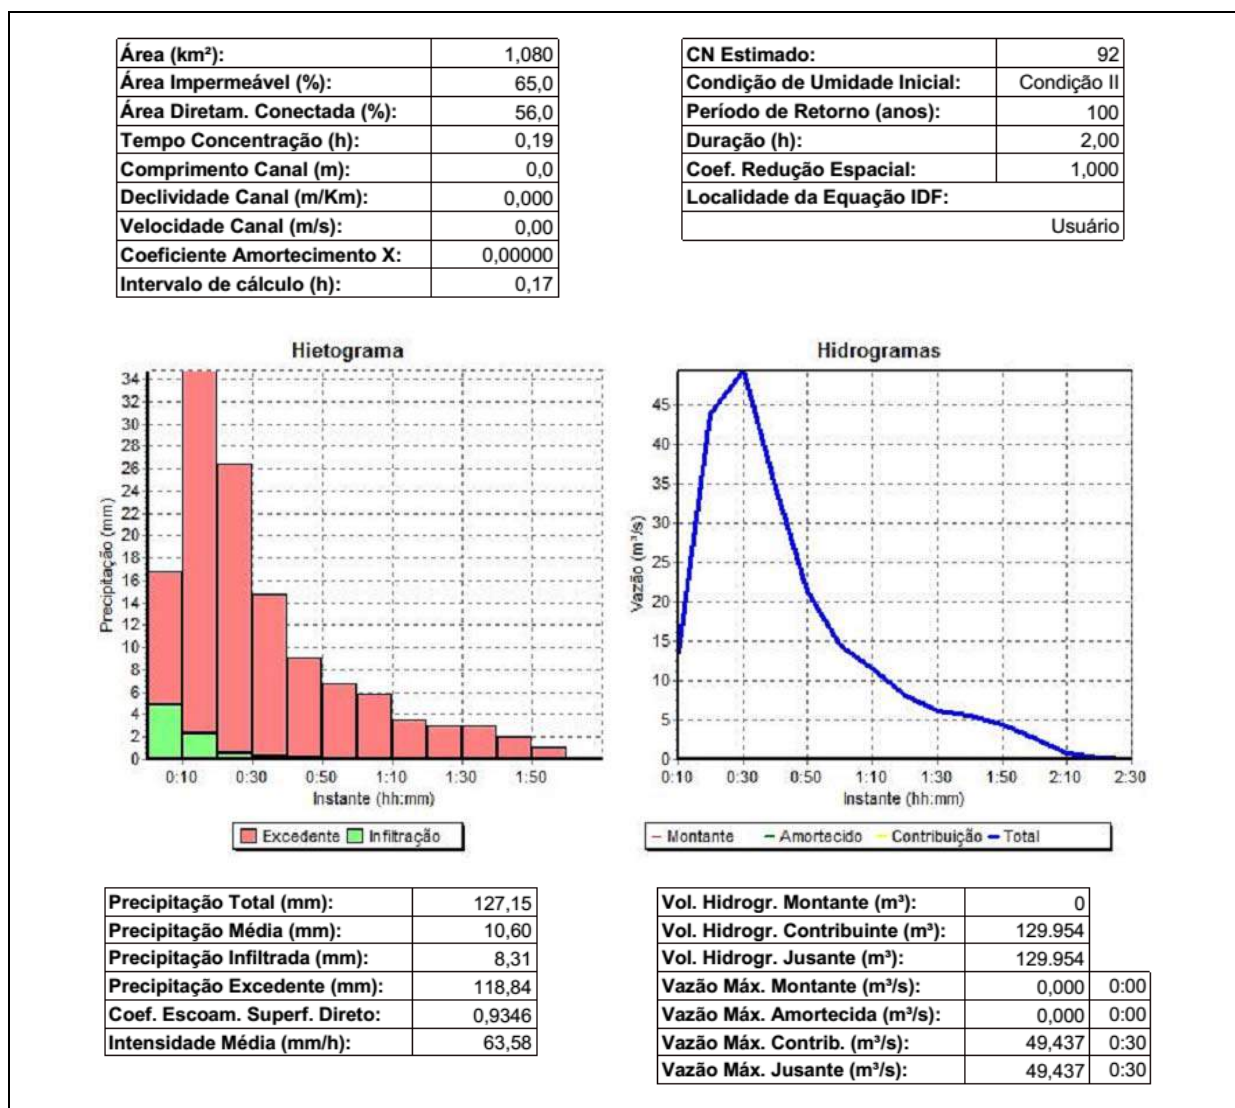 Área (km²): 1,080
Área Impermeável (%): 65,0
Área Diretam. Conectada (%): 56,0
Tempo Concentração (h): 0,19
Comprimento Canal (m): 0,0
Declividade Canal (m/Km): 0,000
Velocidade Canal (m/s): 0,00
Coeficiente Amortecimento X: 0,00000
Intervalo de cálculo (h): 0,17
CN Estimado: 92
Condição de Umidade Inicial: Condição II
Período de Retorno (anos): 100
Duração (h): 2,00
Coef. Redução Espacial: 1,000
Localidade da Equação IDF:
Usuário
Hietograma
Precipitação (mm)
34
32
30
28
26
24
22
20
18
16
14
12
10
8
6
4
2
0
0:10 0:30 0:50 1:10 1:30 1:50
Instante (hh:mm)
Excedente Infiltração
Hidrogramas
Vazão (m³/s)
45
40
35
30
25
20
15
10
5
0
0:10 0:30 0:50 1:10 1:30 1:50 2:10 2:30
Instante (hh:mm)
Montante Amortecido Contribuição Total
Precipitação Total (mm): 127,15
Precipitação Média (mm): 10,60
Precipitação Infiltrada (mm): 8,31
Precipitação Excedente (mm): 118,84
Coef. Escoam. Superf. Direto: 0,9346
Intensidade Média (mm/h): 63,58
Vol. Hidrogr. Montante (m³): 0
Vol. Hidrogr. Contribuinte (m³): 129.954
Vol. Hidrogr. Jusante (m³): 129.954
Vazão Máx. Montante (m³/s): 0,000 0:00
Vazão Máx. Amortecida (m³/s): 0,000 0:00
Vazão Máx. Contrib. (m³/s): 49,437 0:30
Vazão Máx. Jusante (m³/s): 49,437 0:30